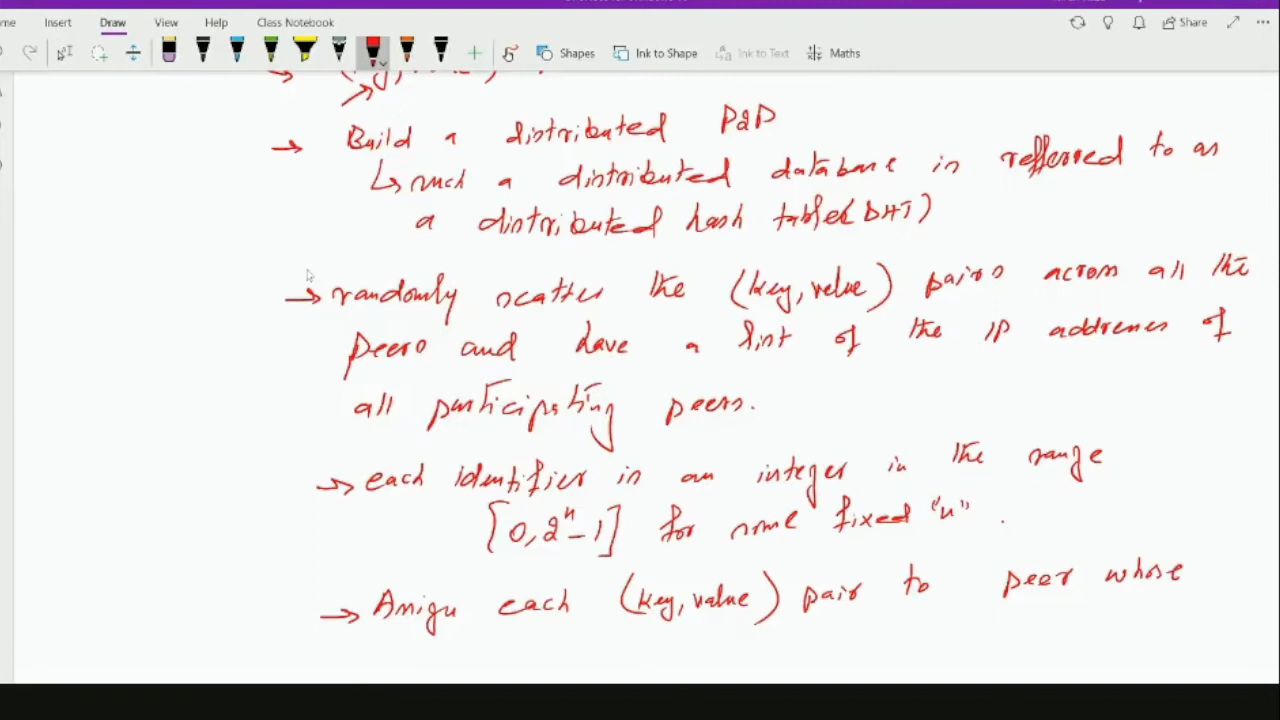 Insert Draw View Help Class Notebook
Share
Shapes Ink to Shape Ink to Text Maths
→ Build a distributed P2P
↳ such a distributed database is refferred to as
a distributed hash table(DHT)
→ randomly scatter the (key, value) pairs across all the
peers and have a list of the IP addresses of
all participating peers.
→ each identifier is an integer in the range
[0, 2ⁿ-1] for some fixed "n".
→ Assign each (key, value) pair to peer whose